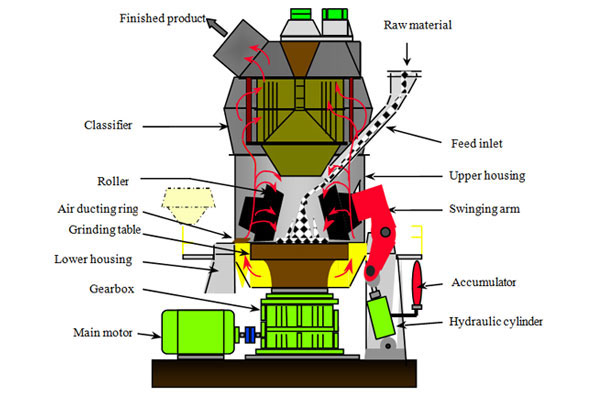 Finished product
Raw material
Classifier
Feed inlet
Upper housing
Roller
Swinging arm
Air ducting ring
Grinding table
Lower housing
Accumulator
Gearbox
Hydraulic cylinder
Main motor